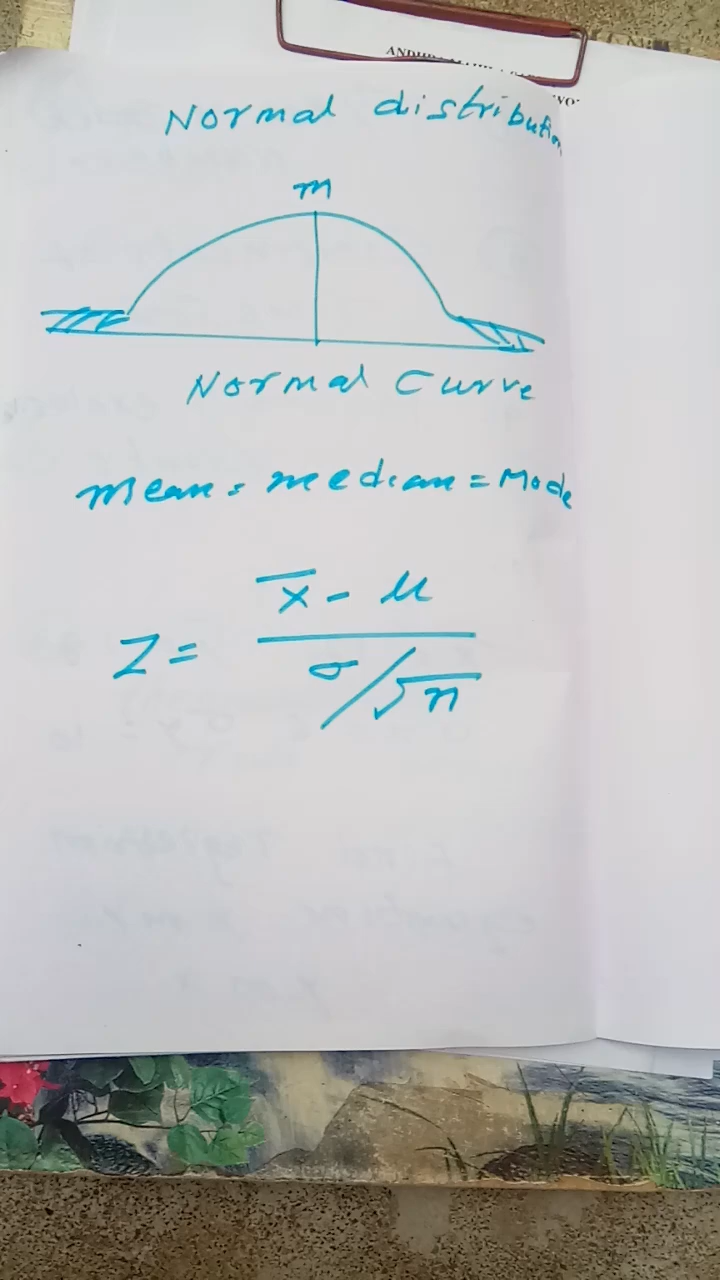 Normal distribution
m
Normal Curve
mean = median = Mode
Z = x̄ - μ / σ/√n